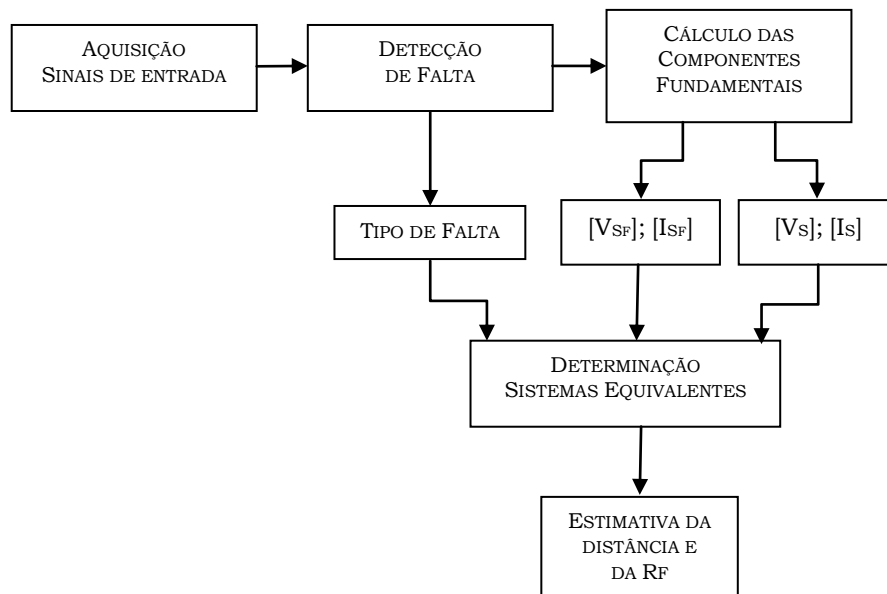 AQUISIÇÃO
SINAIS DE ENTRADA
DETECÇÃO
DE FALTA
CÁLCULO DAS
COMPONENTES
FUNDAMENTAIS
TIPO DE FALTA
[VSF]; [ISF]
[VS]; [IS]
DETERMINAÇÃO
SISTEMAS EQUIVALENTES
ESTIMATIVA DA
DISTÂNCIA E
DA RF